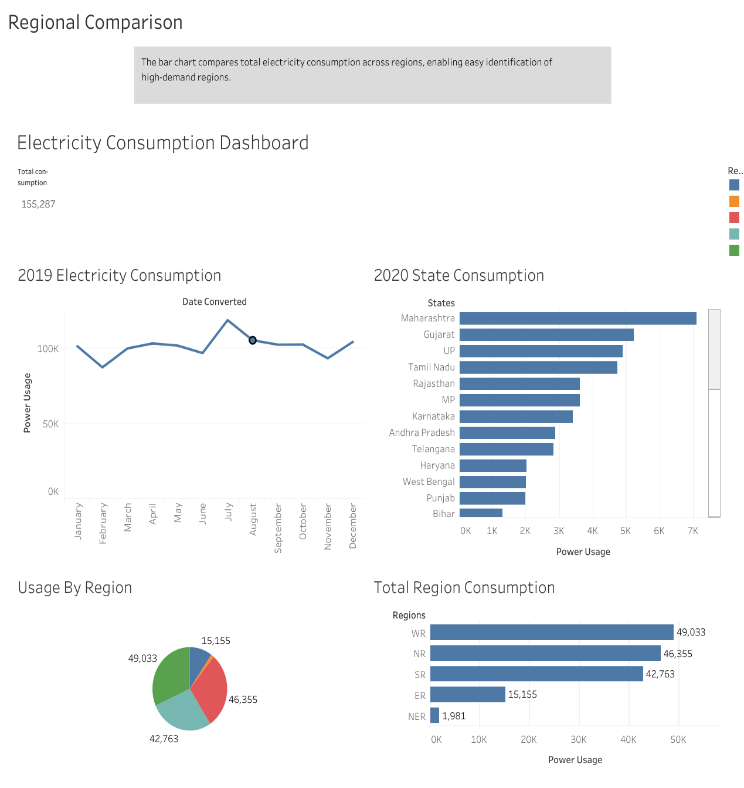 Regional Comparison
The bar chart compares total electricity consumption across regions, enabling easy identification of
high-demand regions.
Electricity Consumption Dashboard
Total con-
sumption
155,287
Re..
2019 Electricity Consumption
Date Converted
Power Usage
100K
50K
0K
January
February
March
April
May
June
July
August
September
October
November
December
2020 State Consumption
States
Maharashtra
Gujarat
UP
Tamil Nadu
Rajasthan
MP
Karnataka
Andhra Pradesh
Telangana
Haryana
West Bengal
Punjab
Bihar
0K 1K 2K 3K 4K 5K 6K 7K
Power Usage
Usage By Region
15,155
49,033
46,355
42,763
Total Region Consumption
Regions
WR 49,033
NR 46,355
SR 42,763
ER 15,155
NER 1,981
0K 10K 20K 30K 40K 50K
Power Usage